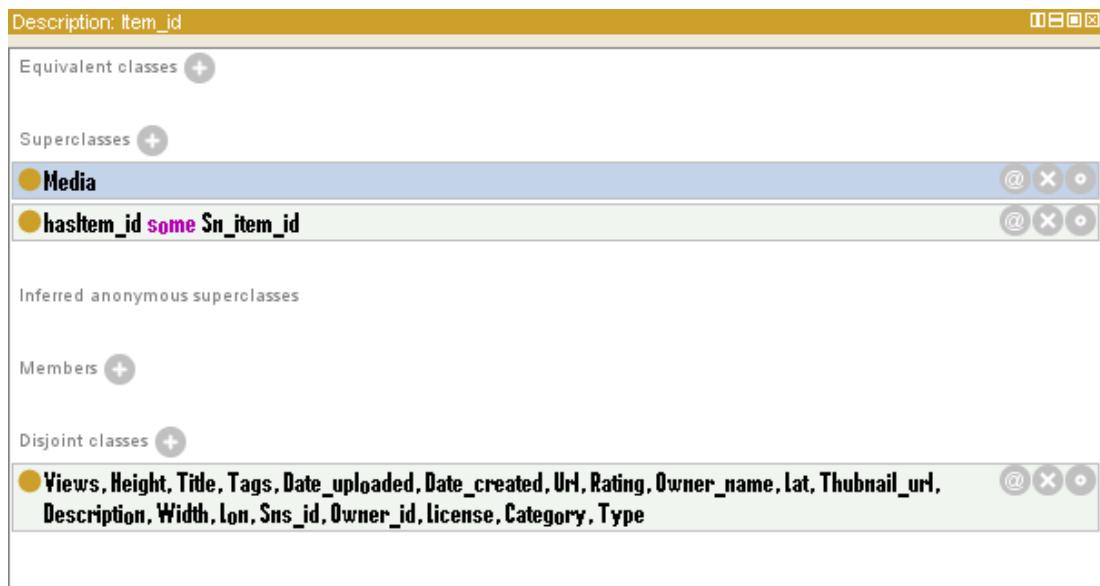 Description: Item_id
Equivalent classes
Superclasses
Media
hasItem_id some Sn_item_id
Inferred anonymous superclasses
Members
Disjoint classes
Views, Height, Title, Tags, Date_uploaded, Date_created, Url, Rating, Owner_name, Lat, Thubnail_url,
Description, Width, Lon, Sns_id, Owner_id, License, Category, Type